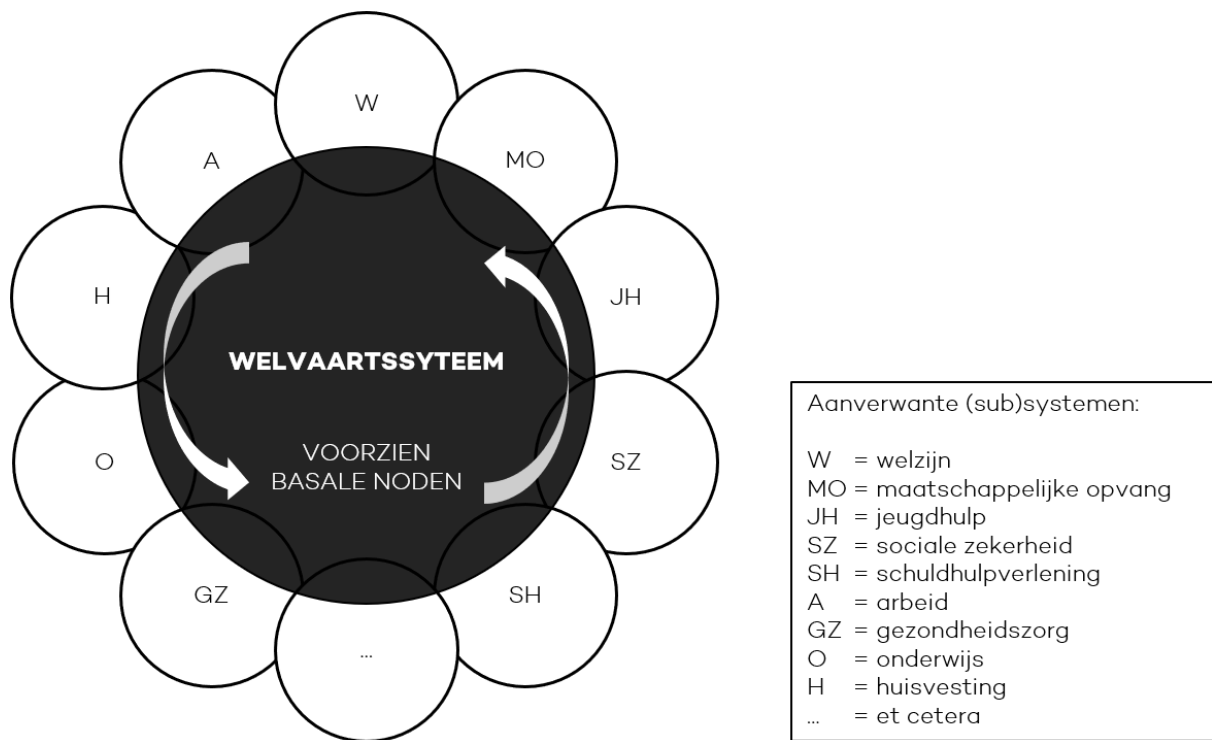 W
A
MO
H
JH
WELVAARTSSYTEEM
VOORZIEN
BASALE NODEN
O
SZ
GZ
SH
...
Aanverwante (sub)systemen:
W = welzijn
MO = maatschappelijke opvang
JH = jeugdhulp
SZ = sociale zekerheid
SH = schuldhulpverlening
A = arbeid
GZ = gezondheidszorg
O = onderwijs
H = huisvesting
... = et cetera